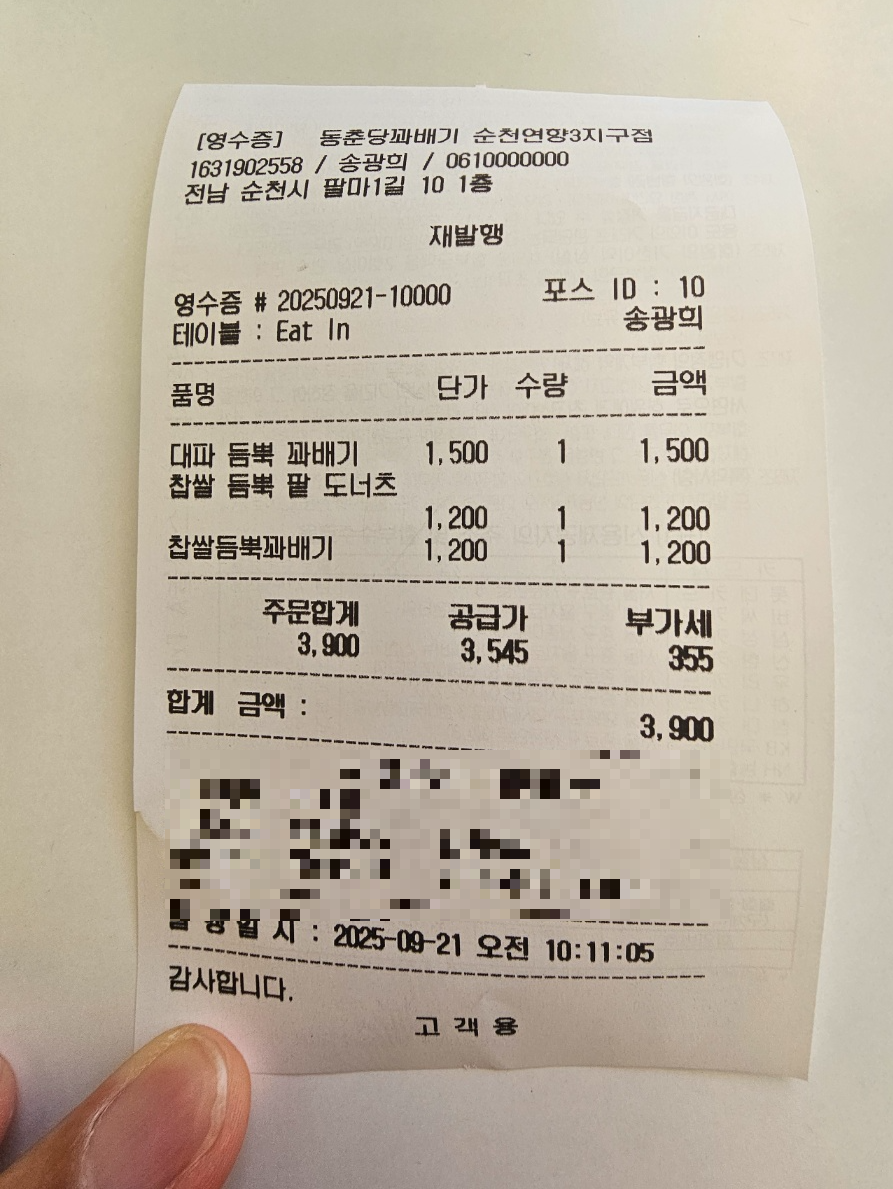 [영수증] 동춘당꽈배기 순천연향3지구점
1631902558 / 송광희 / 0610000000
전남 순천시 팔마1길 10 1층
재발행
영수증 # 20250921-10000 포스 ID : 10
테이블 : Eat In 송광희
품명 단가 수량 금액
대파 듬뿍 꽈배기 1,500 1 1,500
찹쌀 듬뿍 팥 도너츠
1,200 1 1,200
찹쌀듬뿍꽈배기 1,200 1 1,200
주문합계 공급가 부가세
3,900 3,545 355
합계 금액 :
3,900
: 2025-09-21 오전 10:11:05
감사합니다.
고 객 용